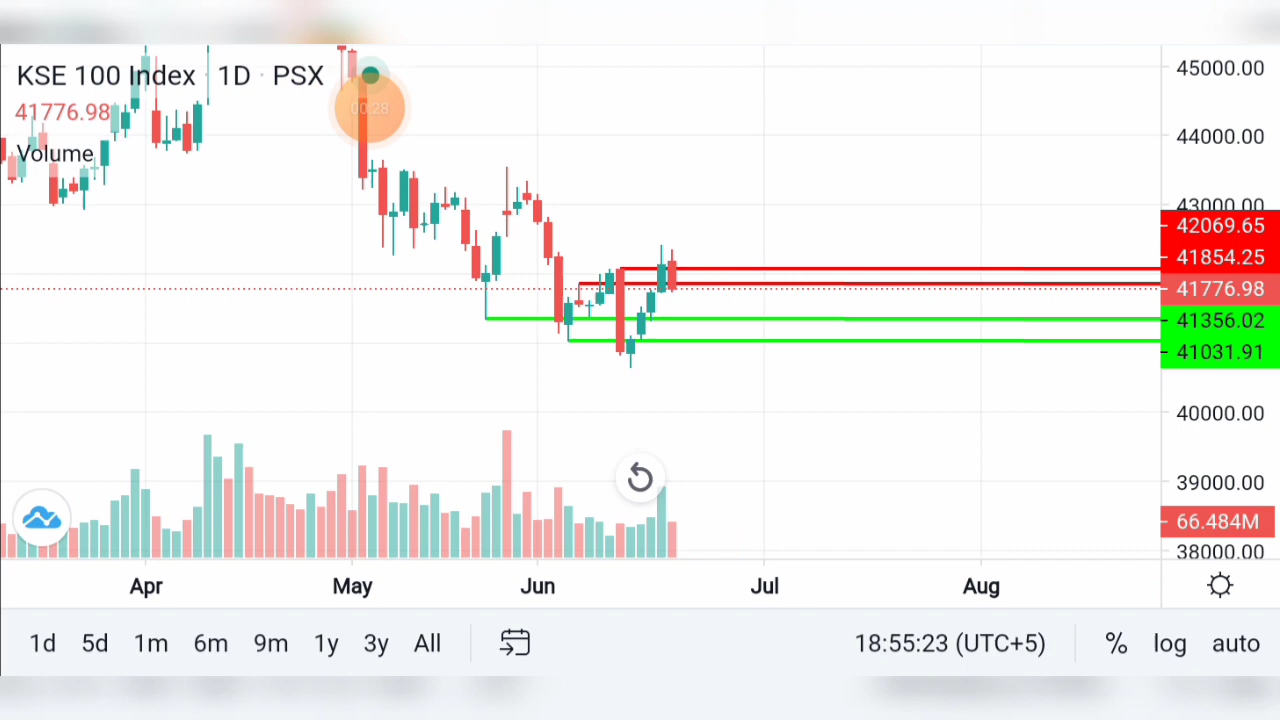 KSE 100 Index · 1D · PSX
41776.98
Volume
00:28
45000.00
44000.00
43000.00
42069.65
41854.25
41776.98
41356.02
41031.91
40000.00
39000.00
66.484M
38000.00
Apr May Jun Jul Aug
1d 5d 1m 6m 9m 1y 3y All 18:55:23 (UTC+5) % log auto